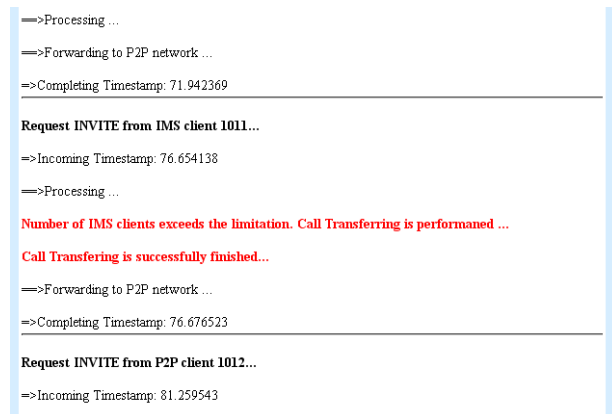 ==>Processing ...
==>Forwarding to P2P network ...
=>Completing Timestamp: 71.942369
Request INVITE from IMS client 1011...
=>Incoming Timestamp: 76.654138
==>Processing ...
Number of IMS clients exceeds the limitation. Call Transferring is performaned ...
Call Transfering is successfully finished...
==>Forwarding to P2P network ...
=>Completing Timestamp: 76.676523
Request INVITE from P2P client 1012...
=>Incoming Timestamp: 81.259543